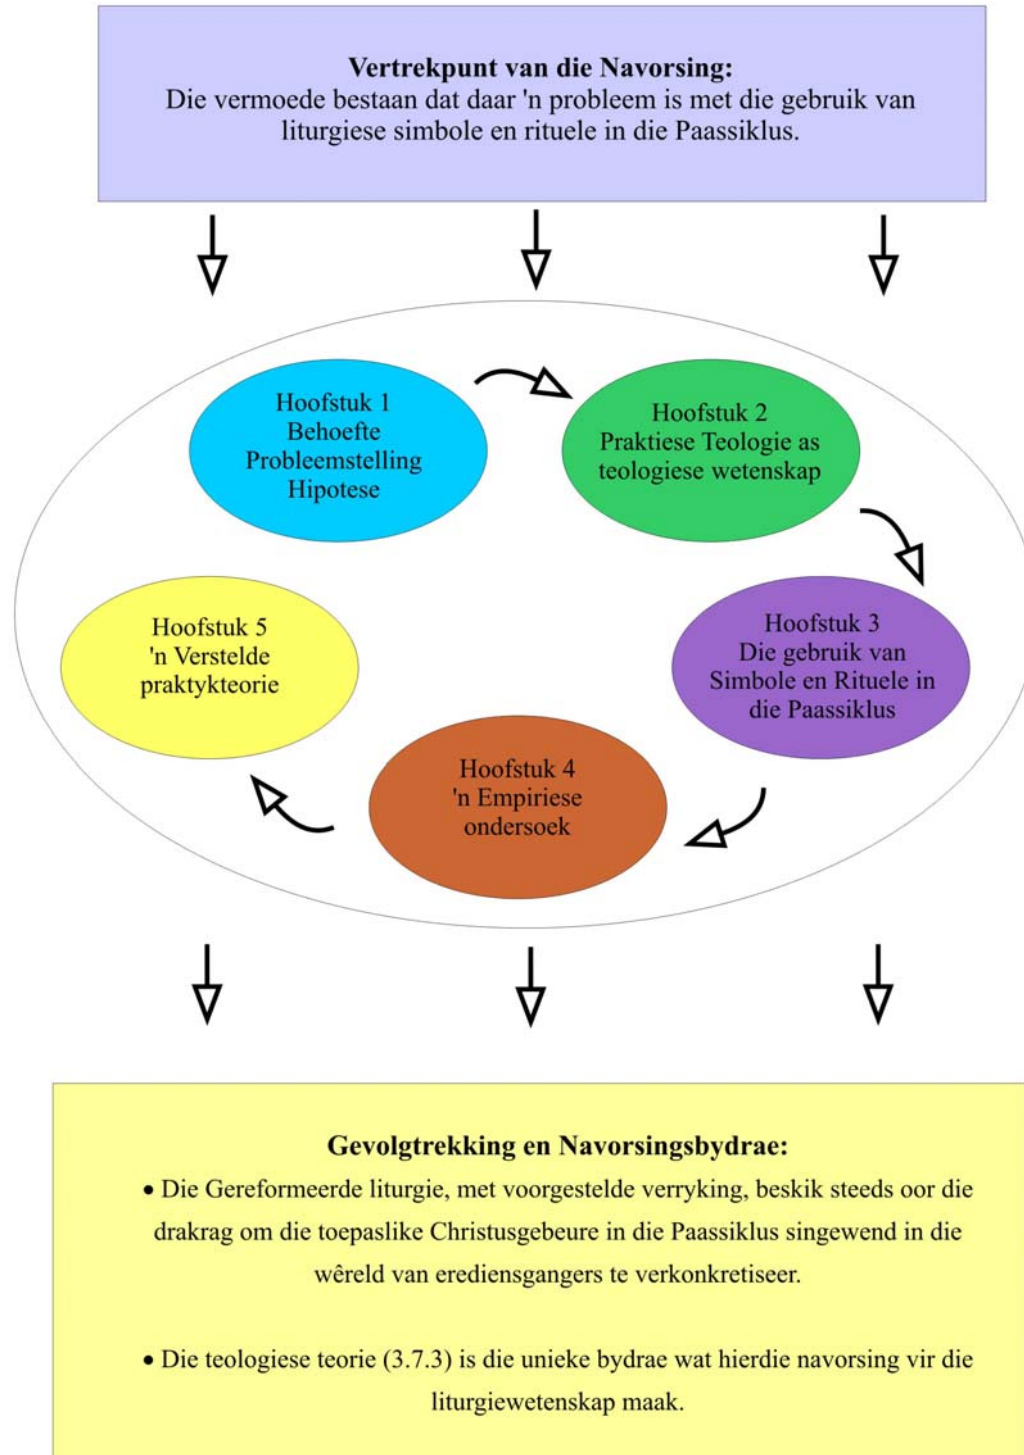 Vertrekpunt van die Navorsing:
Die vermoede bestaan dat daar 'n probleem is met die gebruik van
liturgiese simbole en rituele in die Paassiklus.
Hoofstuk 1
Behoefte
Probleemstelling
Hipotese
Hoofstuk 2
Praktiese Teologie as
teologiese wetenskap
Hoofstuk 3
Die gebruik van
Simbole en Rituele in
die Paassiklus
Hoofstuk 4
'n Empiriese
ondersoek
Hoofstuk 5
'n Verstelde
praktykteorie
Gevolgtrekking en Navorsingsbydrae:
• Die Gereformeerde liturgie, met voorgestelde verryking, beskik steeds oor die
drakrag om die toepaslike Christusgebeure in die Paassiklus singewend in die
wêreld van erediensgangers te verkonkretiseer.
• Die teologiese teorie (3.7.3) is die unieke bydrae wat hierdie navorsing vir die
liturgiewetenskap maak.